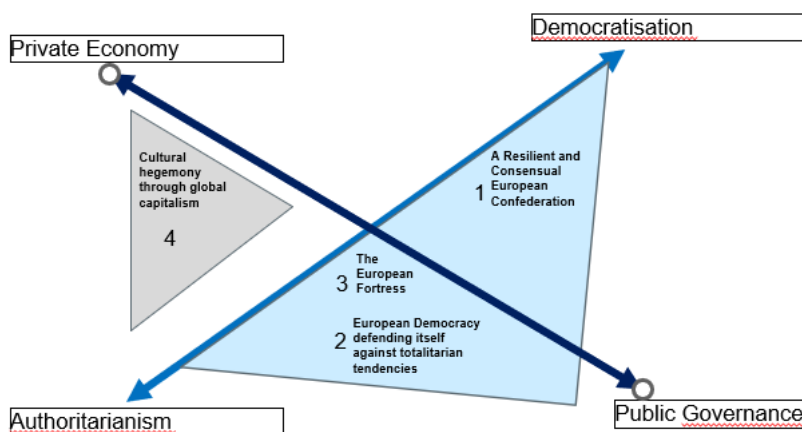 Democratisation
Private Economy
Cultural
hegemony
through global
capitalism
4
A Resilient and
Consensual
European
Confederation
1
The
European
Fortress
3
European Democracy
defending itself
against totalitarian
tendencies
2
Authoritarianism
Public Governance